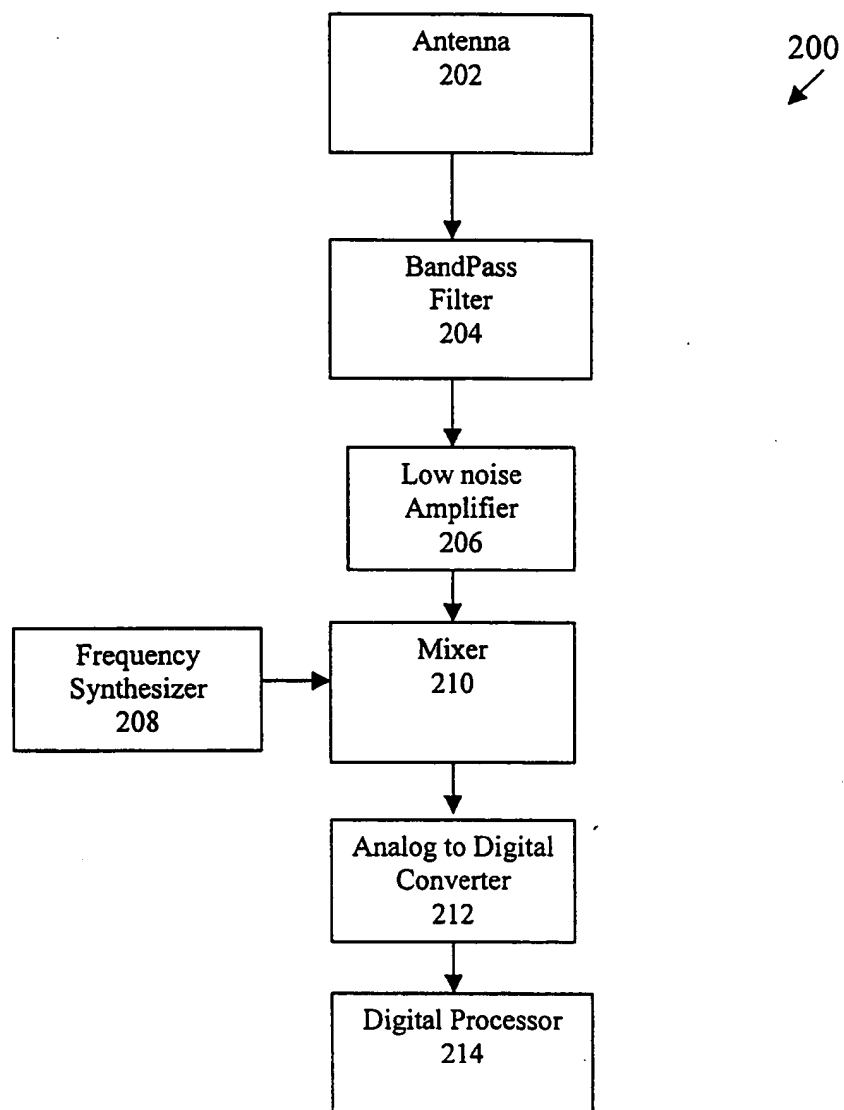 Antenna
202
200
BandPass
Filter
204
Low noise
Amplifier
206
Frequency
Synthesizer
208
Mixer
210
Analog to Digital
Converter
212
Digital Processor
214